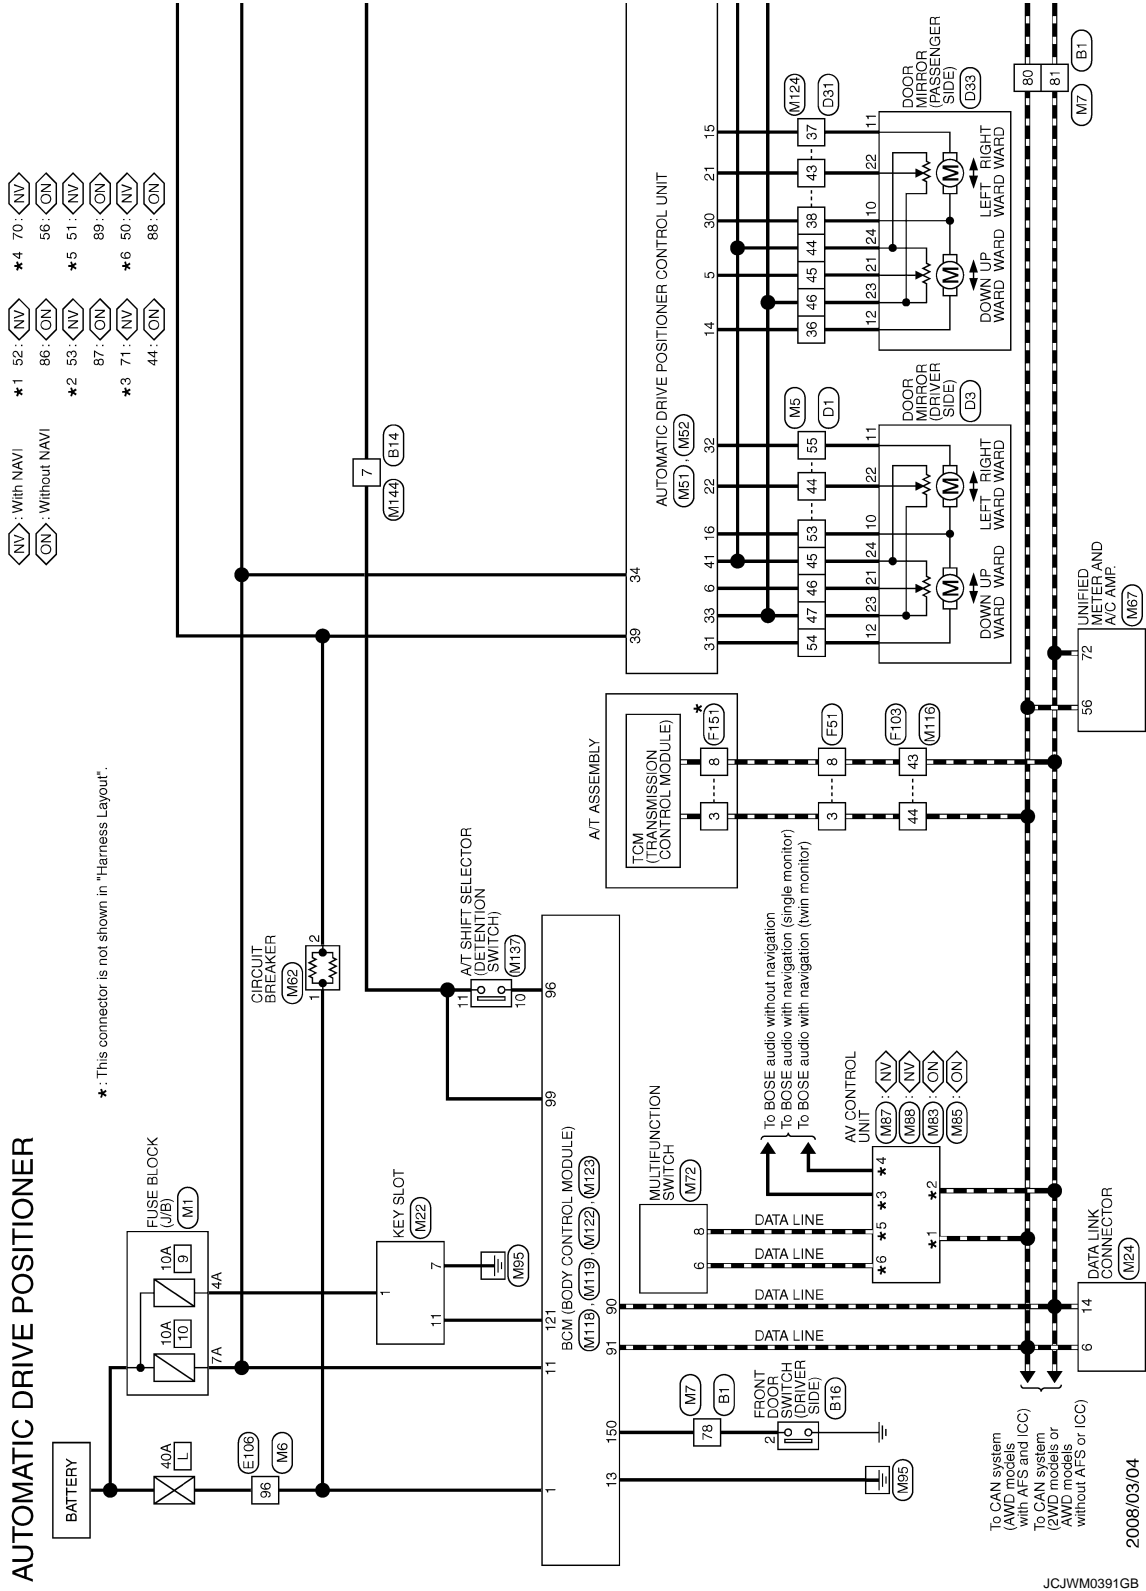 AUTOMATIC DRIVE POSITIONER
BATTERY
40A
L
E106
96
M6
10A
10
10A
9
7A
4A
FUSE BLOCK
(J/B)
M1
KEY SLOT
M22
1
11
7
M95
CIRCUIT
BREAKER
M62
1
2
★ : This connector is not shown in "Harness Layout".
NV : With NAVI
ON : Without NAVI
★1 52 : NV
86 : ON
★2 53 : NV
87 : ON
★3 71 : NV
44 : ON
★4 70 : NV
56 : ON
★5 51 : NV
89 : ON
★6 50 : NV
88 : ON
M144
7
B14
A/T SHIFT SELECTOR
(DETENTION
SWITCH)
M137
11
10
1
11
121
99
96
BCM (BODY CONTROL MODULE)
M118 , M119 , M122 , M123
13
150
91
90
M95
M7
78
B1
2
FRONT
DOOR
SWITCH
(DRIVER
SIDE)
B16
DATA LINE
DATA LINE
MULTIFUNCTION
SWITCH
M72
6
8
DATA LINE
DATA LINE
To BOSE audio without navigation
To BOSE audio with navigation (single monitor)
To BOSE audio with navigation (twin monitor)
★6
★5
★3
★4
★1
★2
AV CONTROL
UNIT
M87 : NV
M88 : NV
M83 : ON
M85 : ON
A/T ASSEMBLY
TCM
(TRANSMISSION
CONTROL MODULE)
3
8
★
F151
3
8
F51
44
43
F103
M116
39
34
AUTOMATIC DRIVE POSITIONER CONTROL UNIT
M51 , M52
31
33
6
41
16
22
32
14
5
30
21
15
54
47
46
45
53
44
55
M5
D1
36
46
45
44
38
43
37
M124
D31
12
23
21
24
10
22
11
12
23
21
24
10
22
11
DOWN
WARD
UP
WARD
LEFT
WARD
RIGHT
WARD
M
M
DOOR
MIRROR
(DRIVER
SIDE)
D3
DOWN
WARD
UP
WARD
LEFT
WARD
RIGHT
WARD
M
M
DOOR
MIRROR
(PASSENGER
SIDE)
D33
To CAN system
(AWD models
with AFS and ICC)
To CAN system
(2WD models or
AWD models
without AFS or ICC)
6
14
DATA LINK
CONNECTOR
M24
56
72
UNIFIED
METER AND
A/C AMP.
M67
80
81
M7
B1
2008/03/04
JCJWM0391GB